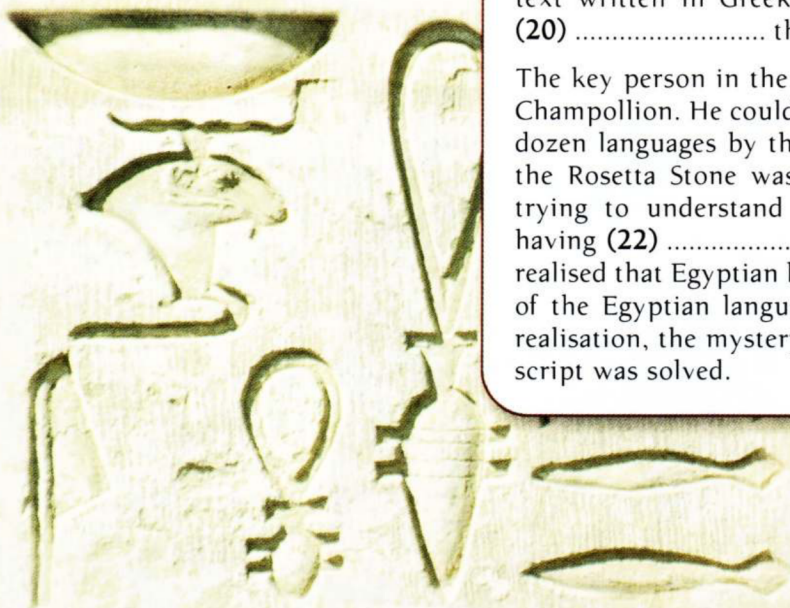 text written in Greek
(20) .......................... th
The key person in the
Champollion. He could
dozen languages by th
the Rosetta Stone was
trying to understand
having (22) ..................
realised that Egyptian h
of the Egyptian langu
realisation, the mystery
script was solved.